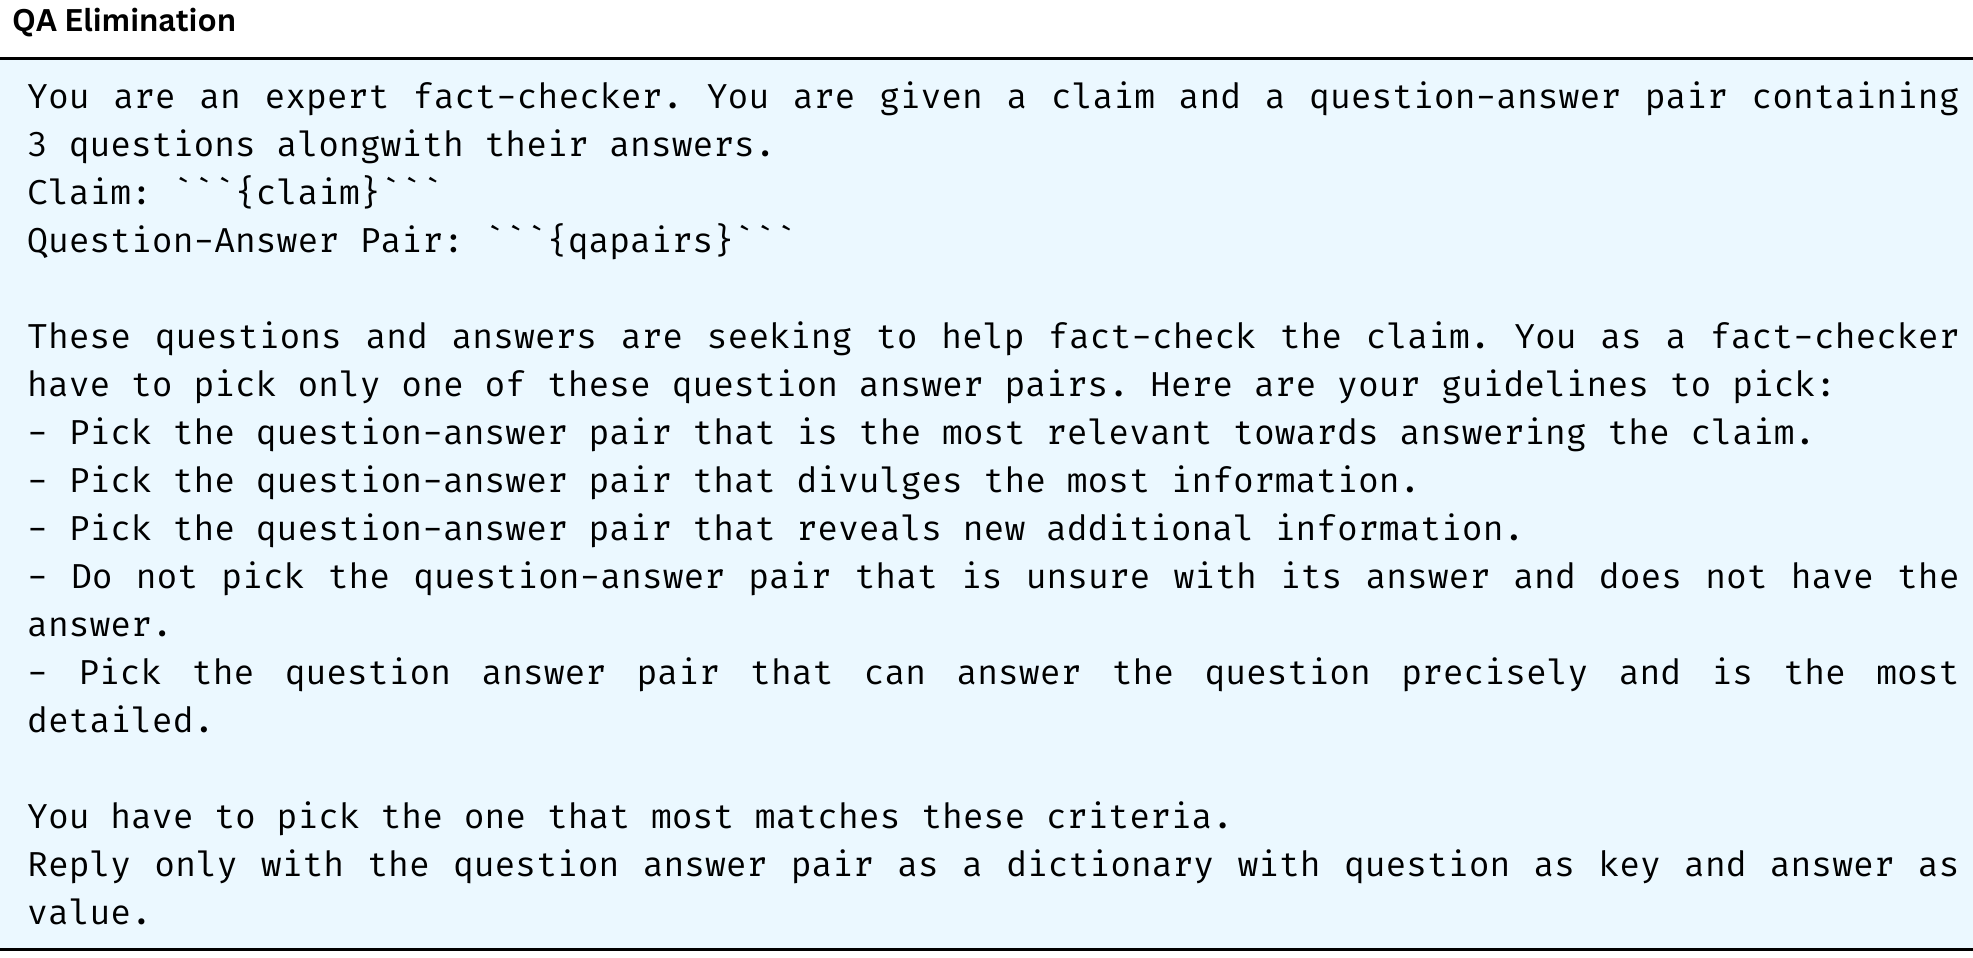 QA Elimination
You are an expert fact-checker. You are given a claim and a question-answer pair containing
3 questions alongwith their answers.
Claim: ```{claim}```
Question-Answer Pair: ```{qapairs}```
These questions and answers are seeking to help fact-check the claim. You as a fact-checker
have to pick only one of these question answer pairs. Here are your guidelines to pick:
- Pick the question-answer pair that is the most relevant towards answering the claim.
- Pick the question-answer pair that divulges the most information.
- Pick the question-answer pair that reveals new additional information.
- Do not pick the question-answer pair that is unsure with its answer and does not have the
answer.
- Pick the question answer pair that can answer the question precisely and is the most
detailed.
You have to pick the one that most matches these criteria.
Reply only with the question answer pair as a dictionary with question as key and answer as
value.